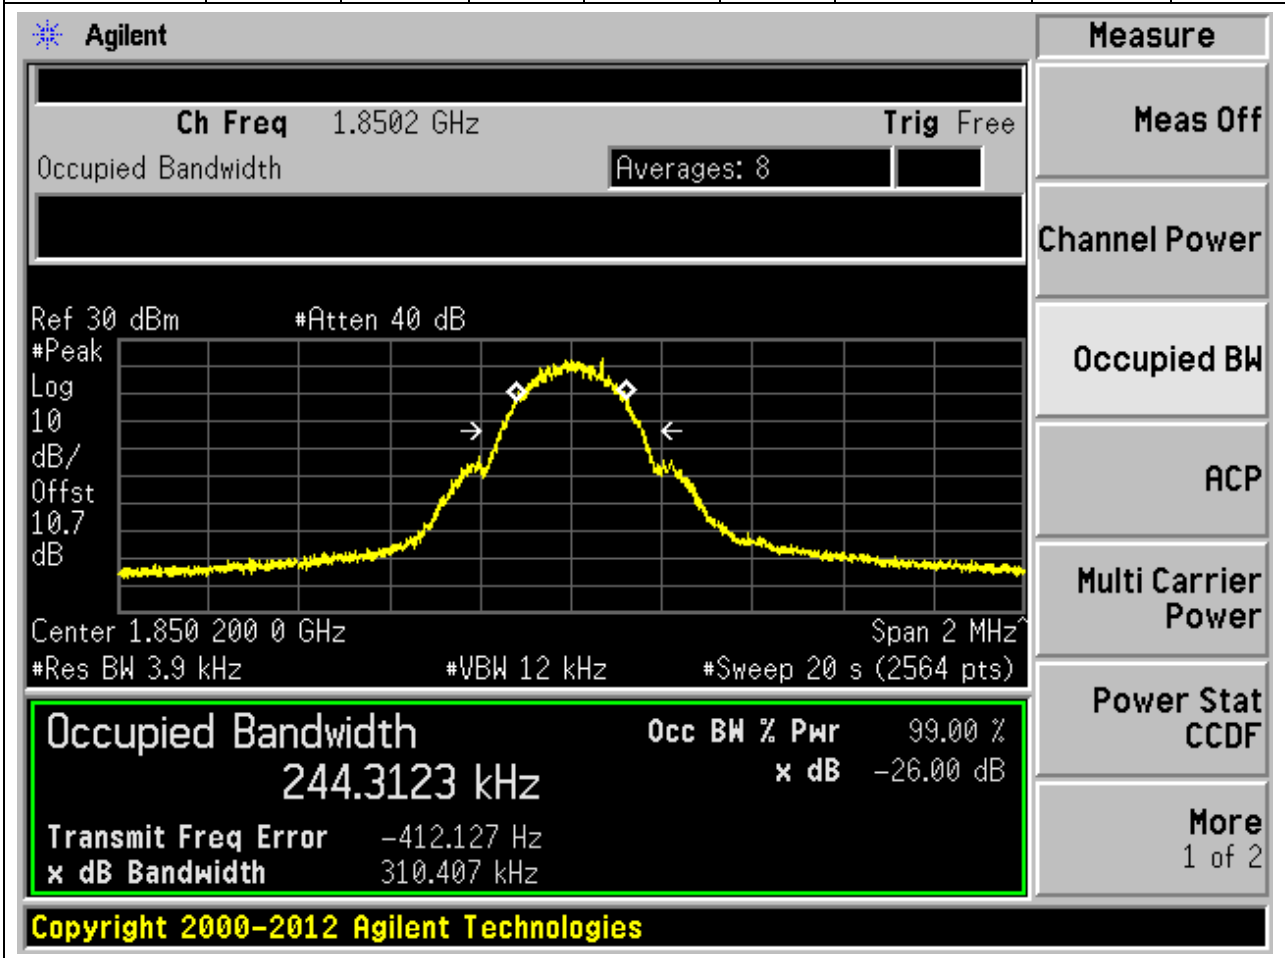 Agilent
Measure
Ch Freq 1.8502 GHz Trig Free
Occupied Bandwidth Averages: 8
Meas Off
Channel Power
Occupied BW
ACP
Multi Carrier
Power
Power Stat
CCDF
More
1 of 2
Ref 30 dBm #Atten 40 dB
#Peak
Log
10
dB/
Offst
10.7
dB
Center 1.850 200 0 GHz Span 2 MHz^
#Res BW 3.9 kHz #VBW 12 kHz #Sweep 20 s (2564 pts)
Occupied Bandwidth Occ BW % Pwr 99.00 %
244.3123 kHz x dB -26.00 dB
Transmit Freq Error -412.127 Hz
x dB Bandwidth 310.407 kHz
Copyright 2000-2012 Agilent Technologies